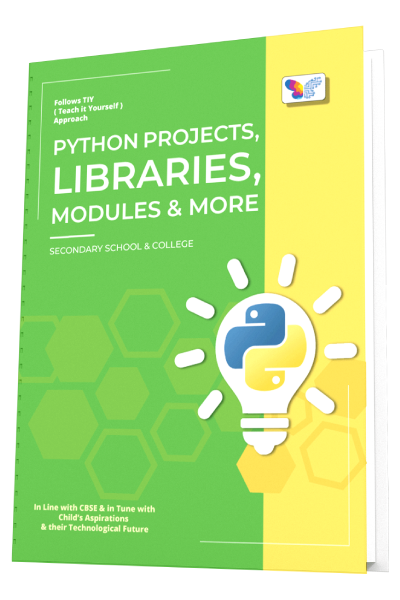 Follows TIY
( Teach it Yourself )
Approach
PYTHON PROJECTS,
LIBRARIES,
MODULES & MORE
SECONDARY SCHOOL & COLLEGE
In Line with CBSE & in Tune with
Child's Aspirations
& their Technological Future